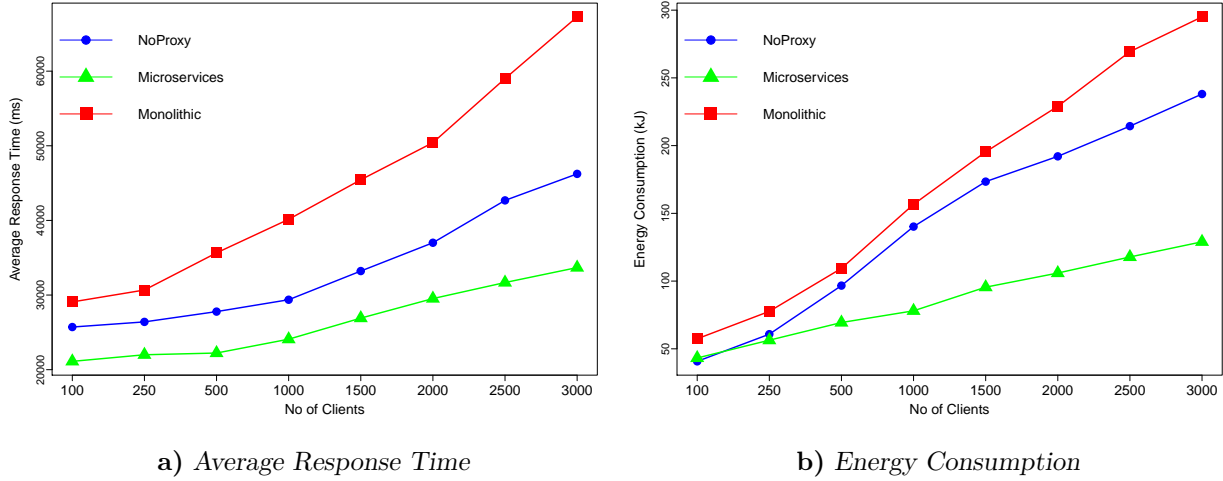 Average Response Time (ms)
20000 30000 40000 50000 60000
NoProxy
Microservices
Monolithic
100 250 500 1000 1500 2000 2500 3000
No of Clients
a) Average Response Time
Energy Consumption (kJ)
50 100 150 200 250 300
NoProxy
Microservices
Monolithic
100 250 500 1000 1500 2000 2500 3000
No of Clients
b) Energy Consumption